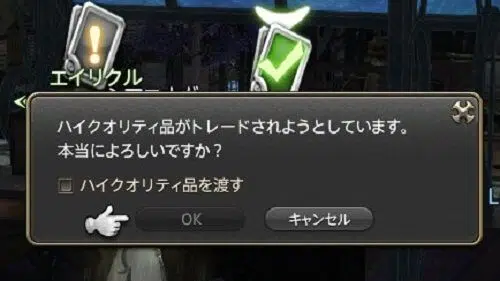 エイリクル
ハイクオリティ品がトレードされようとしています。
本当によろしいですか？
ハイクオリティ品を渡す
OK
キャンセル